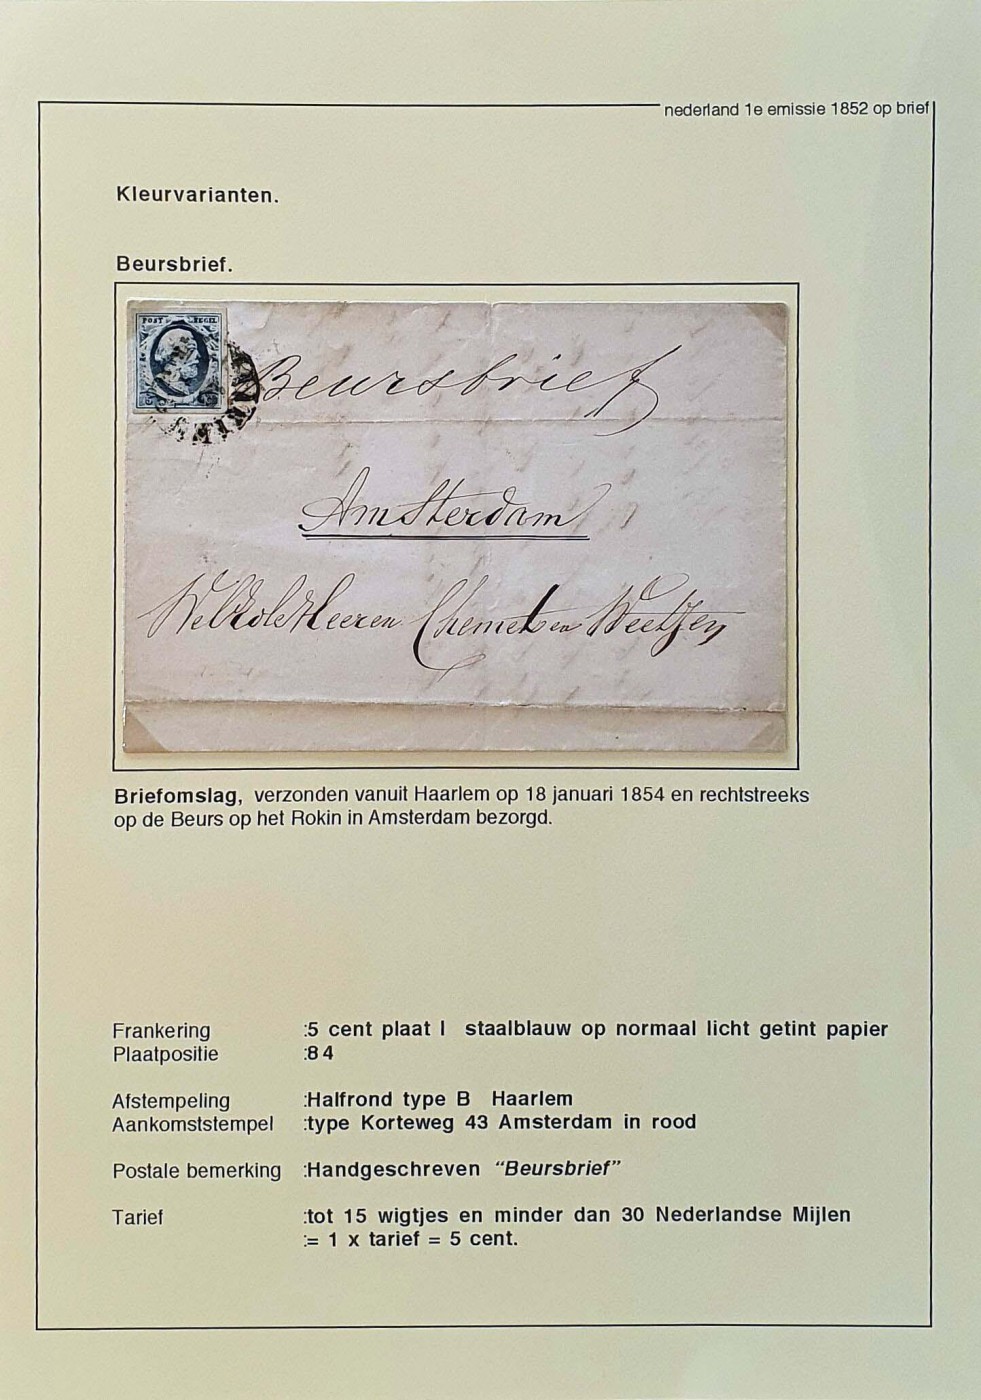 nederland 1e emissie 1852 op brief
Kleurvarianten.
Beursbrief.
POST ZEGEL
Beursbrief
Amsterdam
Heeren Chemet en Weetjen
Briefomslag, verzonden vanuit Haarlem op 18 januari 1854 en rechtstreeks
op de Beurs op het Rokin in Amsterdam bezorgd.
Frankering :5 cent plaat I staalblauw op normaal licht getint papier
Plaatpositie :84
Afstempeling :Halfrond type B Haarlem
Aankomststempel :type Korteweg 43 Amsterdam in rood
Postale bemerking :Handgeschreven “Beursbrief”
Tarief :tot 15 wigtjes en minder dan 30 Nederlandse Mijlen
:= 1 x tarief = 5 cent.